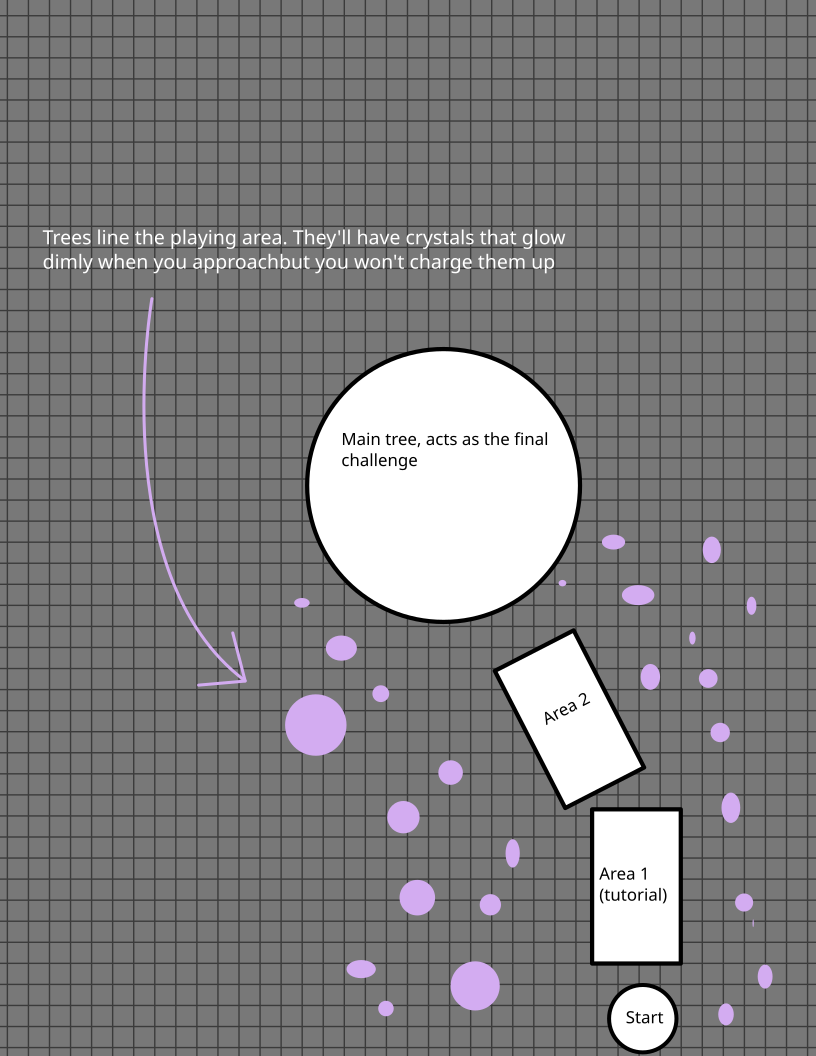 Trees line the playing area. They'll have crystals that glow
dimly when you approachbut you won't charge them up
Main tree, acts as the final
challenge
Area 2
Area 1
(tutorial)
Start